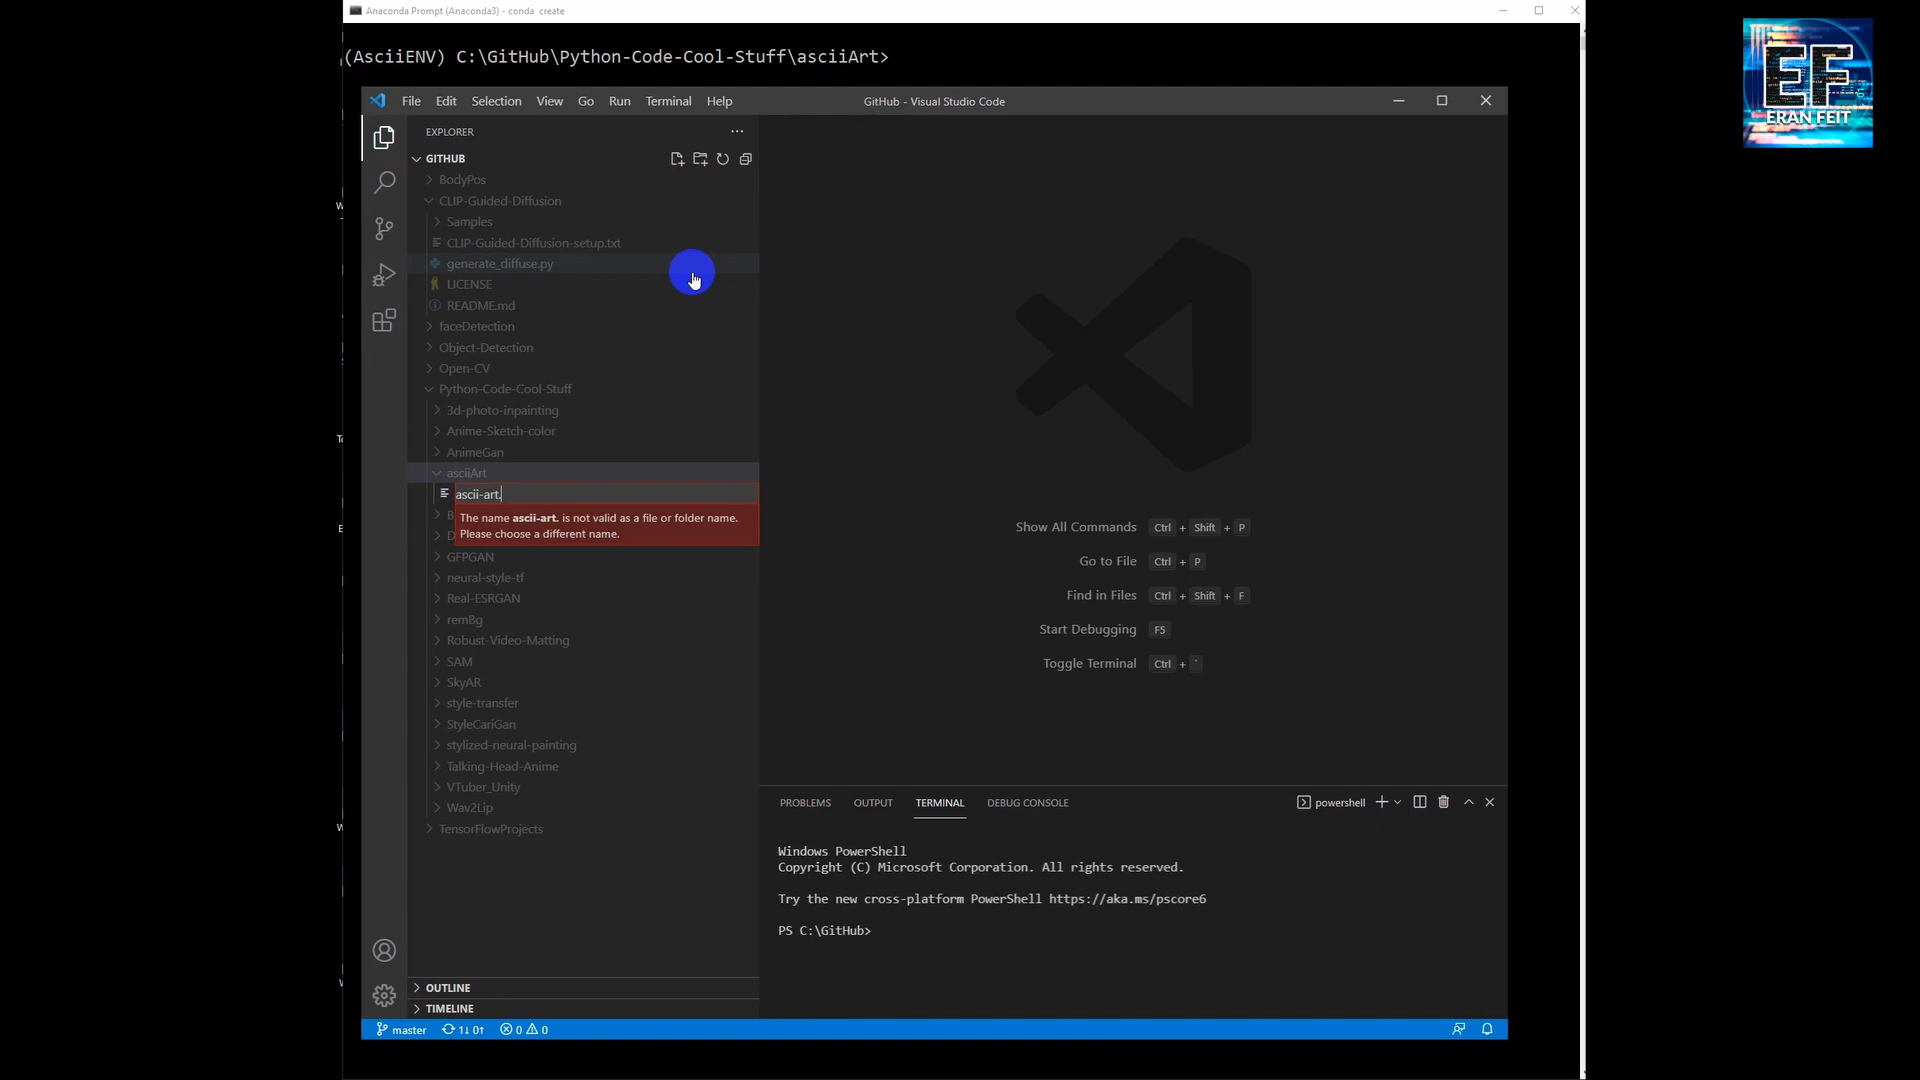 Anaconda Prompt (Anaconda3) - conda create
(AsciiENV) C:\GitHub\Python-Code-Cool-Stuff\asciiArt>
EF
ERAN FEIT
File Edit Selection View Go Run Terminal Help
GitHub - Visual Studio Code
EXPLORER
GITHUB
BodyPos
CLIP-Guided-Diffusion
Samples
CLIP-Guided-Diffusion-setup.txt
generate_diffuse.py
LICENSE
README.md
faceDetection
Object-Detection
Open-CV
Python-Code-Cool-Stuff
3d-photo-inpainting
Anime-Sketch-color
AnimeGan
asciiArt
ascii-art.
The name ascii-art. is not valid as a file or folder name.
Please choose a different name.
B
D
GFPGAN
neural-style-tf
Real-ESRGAN
remBg
Robust-Video-Matting
SAM
SkyAR
style-transfer
StyleCariGan
stylized-neural-painting
Talking-Head-Anime
VTuber_Unity
Wav2Lip
TensorFlowProjects
OUTLINE
TIMELINE
Show All Commands Ctrl + Shift + P
Go to File Ctrl + P
Find in Files Ctrl + Shift + F
Start Debugging F5
Toggle Terminal Ctrl + `
PROBLEMS OUTPUT TERMINAL DEBUG CONSOLE
powershell
Windows PowerShell
Copyright (C) Microsoft Corporation. All rights reserved.
Try the new cross-platform PowerShell https://aka.ms/pscore6
PS C:\GitHub>
master 1↓ 0↑ 0 0